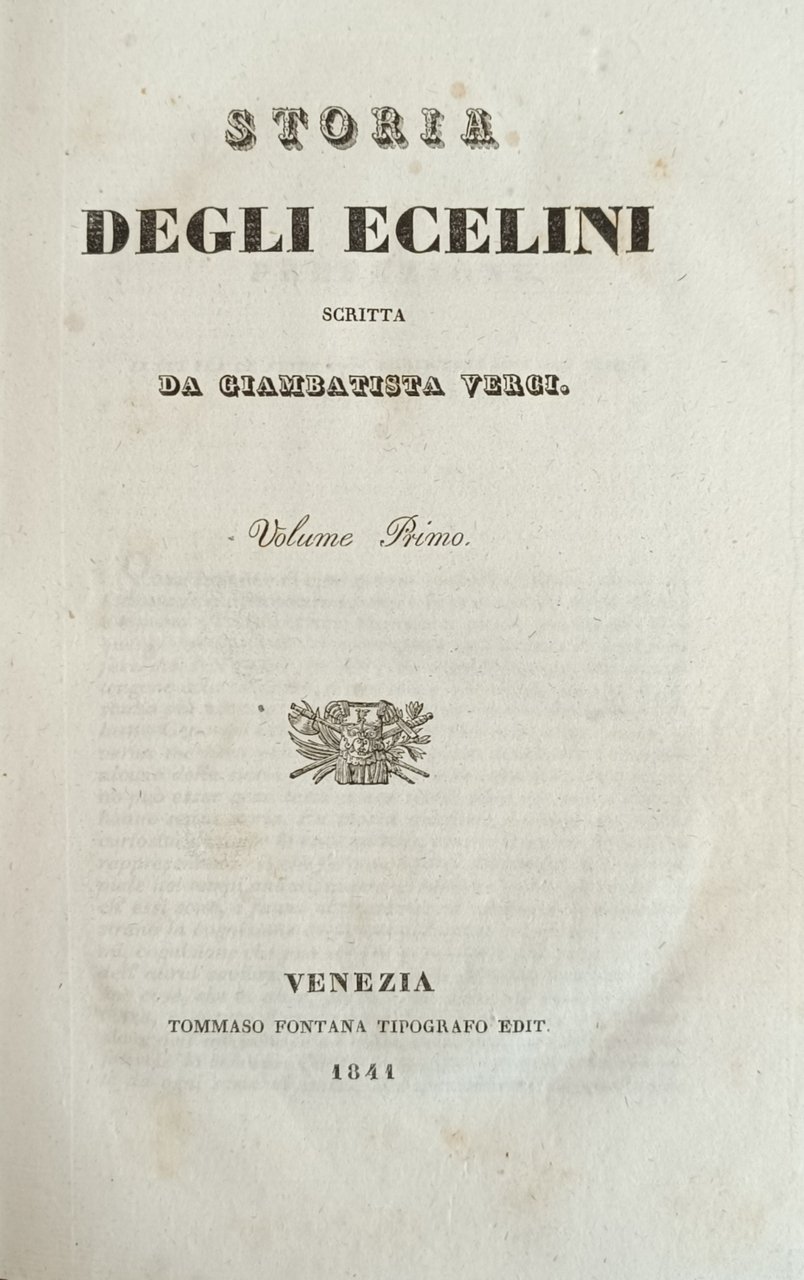 STORIA
DEGLI ECELINI
SCRITTA
DA GIAMBATISTA VERCI.
Volume Primo.
VENEZIA
TOMMASO FONTANA TIPOGRAFO EDIT.
1841